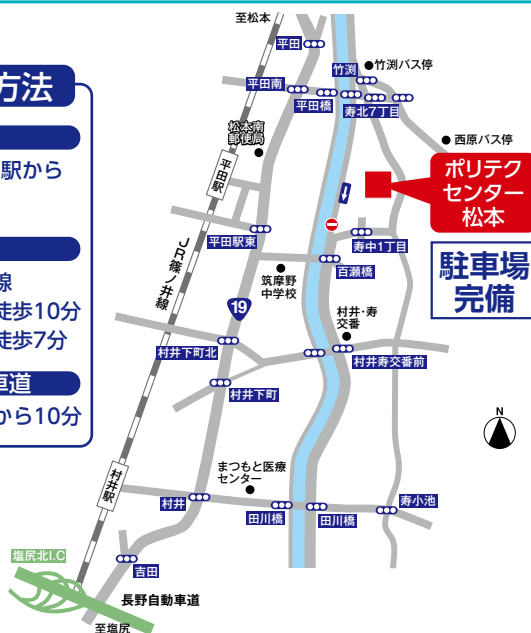 至松本
平田
竹渕
竹渕バス停
方法
平田南
平田橋
寿北7丁目
松本南
郵便局
西原バス停
駅から
平田駅
ポリテク
センター
松本
平田駅東
寿中1丁目
JR篠ノ井線
百瀬橋
駐車場
完備
筑摩野
中学校
線
徒歩10分
19
村井・寿
交番
徒歩7分
村井下町北
村井寿交番前
車道
村井下町
から10分
N
まつもと医療
センター
村井駅
村井
田川橋
田川橋
寿小池
塩尻北I.C
吉田
長野自動車道
至塩尻